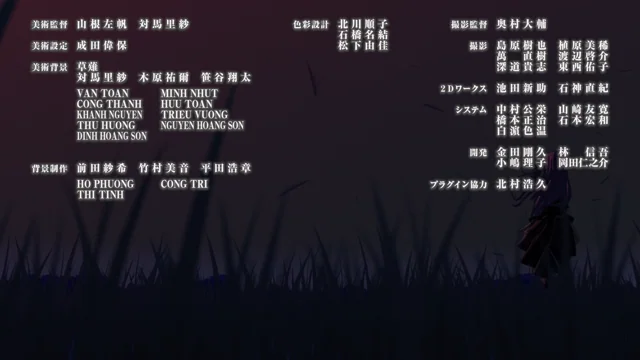 美術監督 山根左帆 対馬里紗
美術設定 成田偉保
美術背景 草薙
対馬里紗 木原祐爾 笹谷翔太
VAN TOAN MINH NHUT
CONG THANH HUU TOAN
KHANH NGUYEN TRIEU VUONG
THU HUONG NGUYEN HOANG SON
DINH HOANG SON
背景制作 前田紗希 竹村美音 平田浩章
HO PHUONG CONG TRI
THI TINH
色彩設計 北川順子
石橋名結
松下由佳
撮影監督 奥村大輔
撮影 島原樹也 植原美稀
萬直樹 渡辺啓介
深道貴志 東西佑子
2Dワークス 池田新助 石神直紀
システム 中村公栄 山崎友寛
橋本正治 石本宏和
白濵色温
開発 金田剛久 林信吾
小嶋理子 岡田仁之介
プラグイン協力 北村浩久